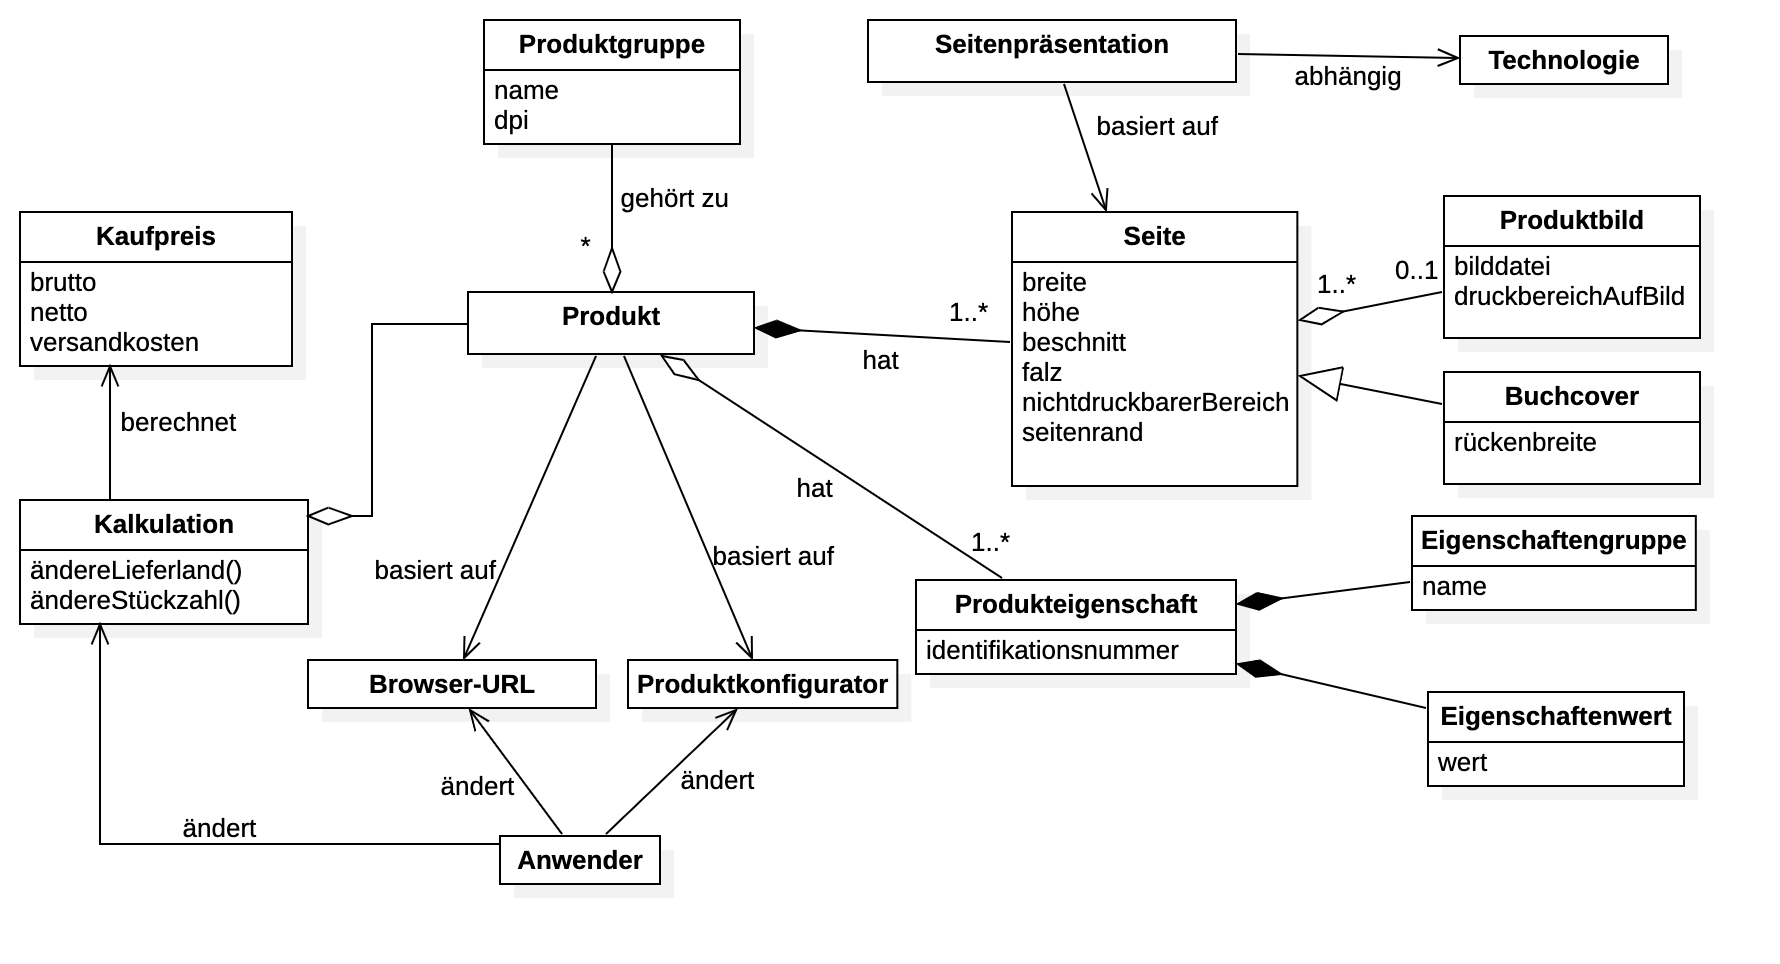 Produktgruppe
name
dpi
Seitenpräsentation
Technologie
abhängig
basiert auf
gehört zu
*
Kaufpreis
brutto
netto
versandkosten
berechnet
Produkt
1..*
hat
Seite
breite
höhe
beschnitt
falz
nichtdruckbarerBereich
seitenrand
1..*
0..1
Produktbild
bilddatei
druckbereichAufBild
Buchcover
rückenbreite
Kalkulation
ändereLieferland()
ändereStückzahl()
basiert auf
basiert auf
hat
1..*
Produkteigenschaft
identifikationsnummer
Eigenschaftengruppe
name
Eigenschaftenwert
wert
Browser-URL
Produktkonfigurator
ändert
ändert
ändert
Anwender